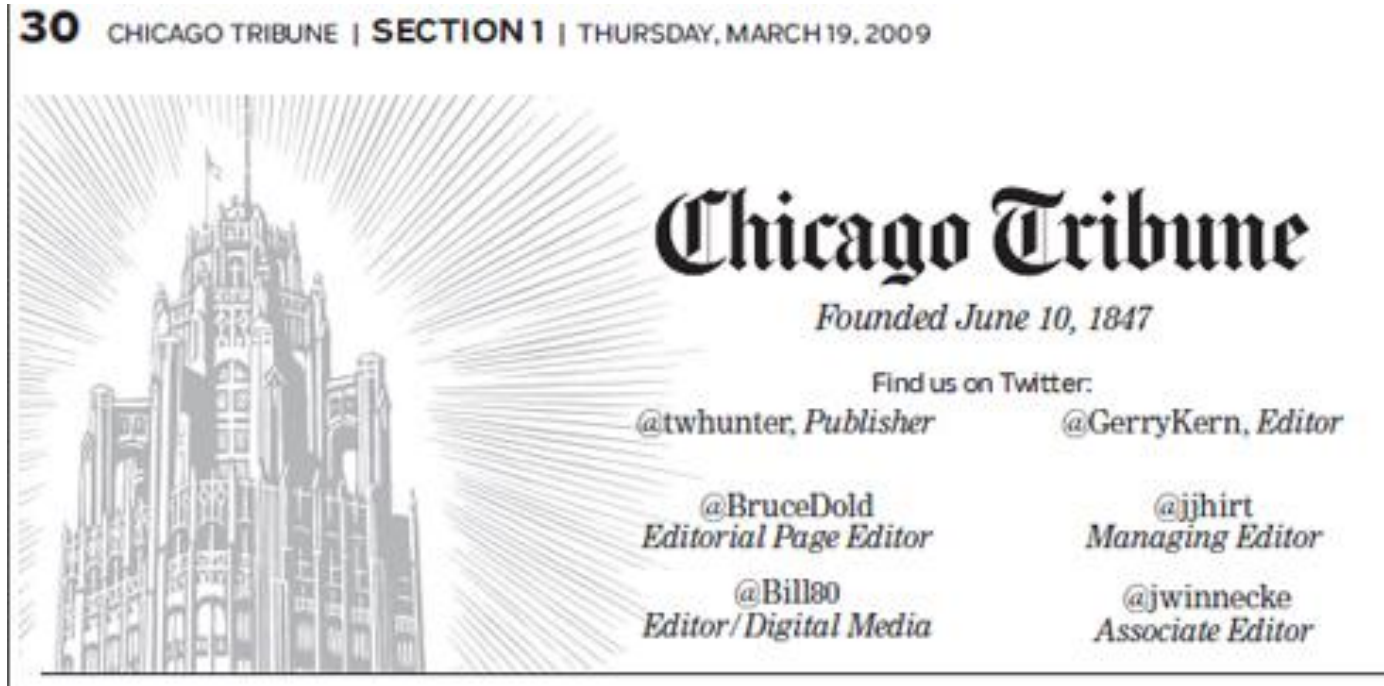 30 CHICAGO TRIBUNE | SECTION 1 | THURSDAY, MARCH 19, 2009
Chicago Tribune
Founded June 10, 1847
Find us on Twitter:
@twhunter, Publisher @GerryKern, Editor
@BruceDold @jjhirt
Editorial Page Editor Managing Editor
@Bill80 @jwinnecke
Editor/Digital Media Associate Editor